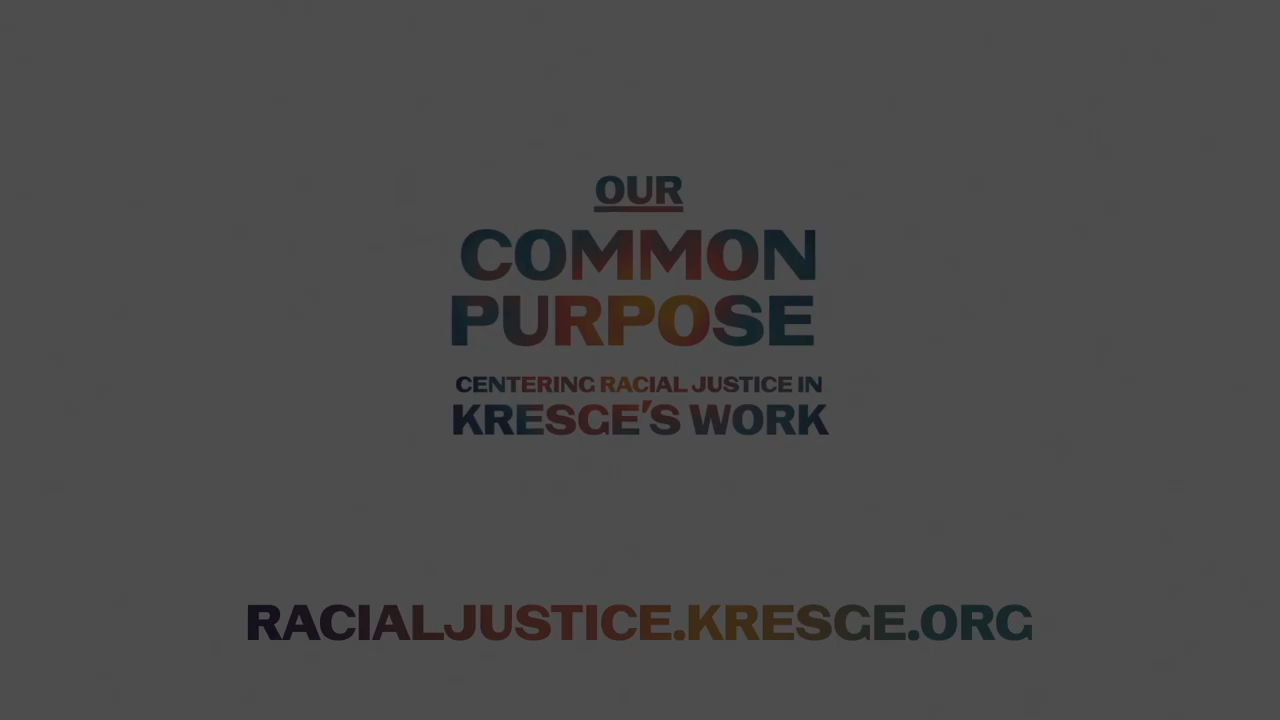 OUR
COMMON
PURPOSE
CENTERING RACIAL JUSTICE IN
KRESGE'S WORK
RACIALJUSTICE.KRESGE.ORG